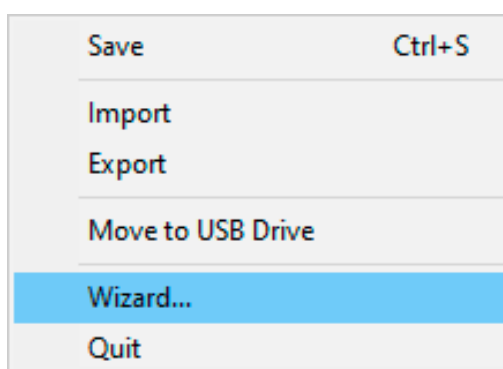 Save Ctrl+S
Import
Export
Move to USB Drive
Wizard...
Quit